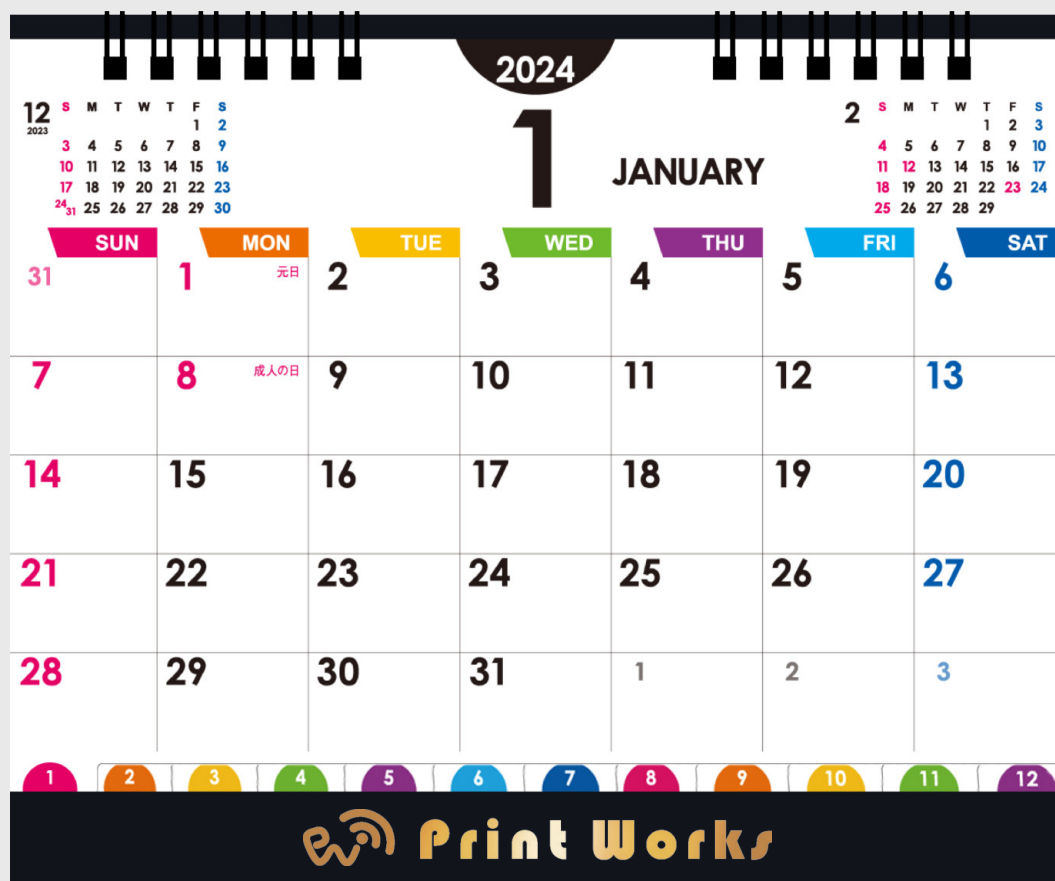 2024
12
2023
S M T W T F S
1 2
3 4 5 6 7 8 9
10 11 12 13 14 15 16
17 18 19 20 21 22 23
24 31 25 26 27 28 29 30
1
JANUARY
2
S M T W T F S
1 2 3
4 5 6 7 8 9 10
11 12 13 14 15 16 17
18 19 20 21 22 23 24
25 26 27 28 29
SUN MON TUE WED THU FRI SAT
31 1 元日 2 3 4 5 6
7 8 成人の日 9 10 11 12 13
14 15 16 17 18 19 20
21 22 23 24 25 26 27
28 29 30 31 1 2 3
1 2 3 4 5 6 7 8 9 10 11 12
Print Works